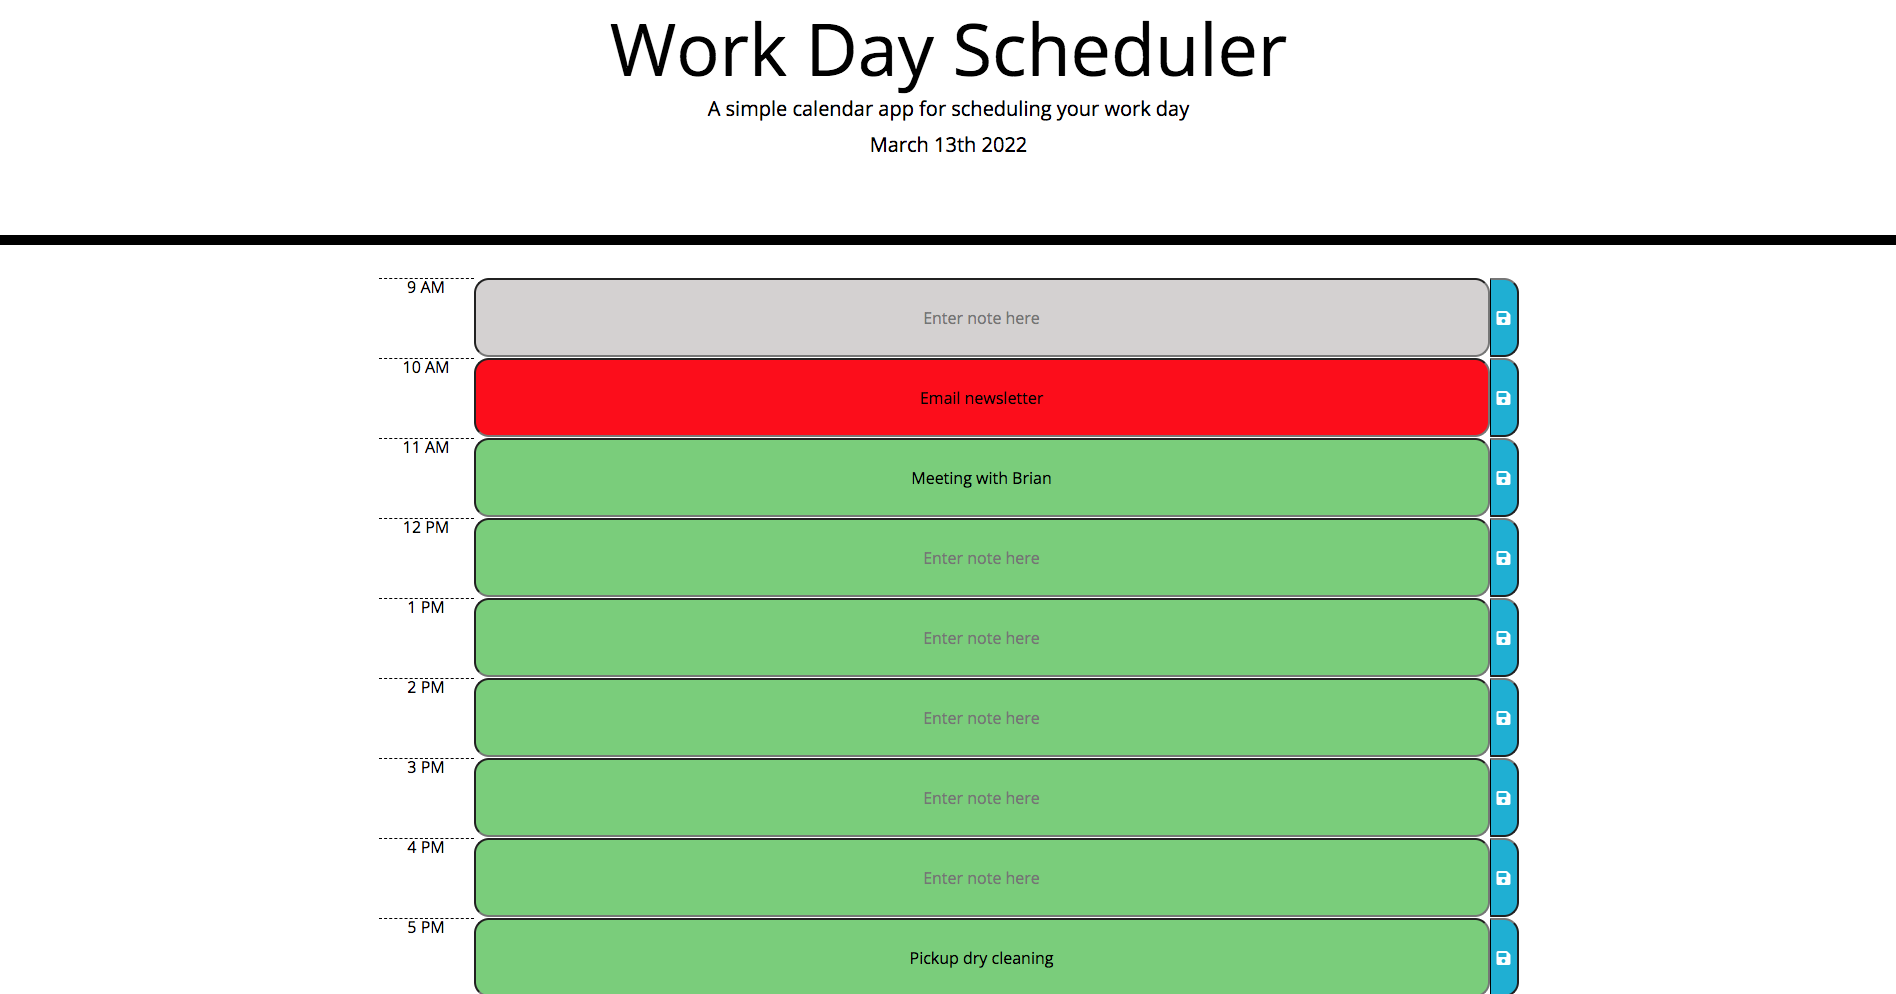 Work Day Scheduler
A simple calendar app for scheduling your work day
March 13th 2022
9 AM
Enter note here
10 AM
Email newsletter
11 AM
Meeting with Brian
12 PM
Enter note here
1 PM
Enter note here
2 PM
Enter note here
3 PM
Enter note here
4 PM
Enter note here
5 PM
Pickup dry cleaning